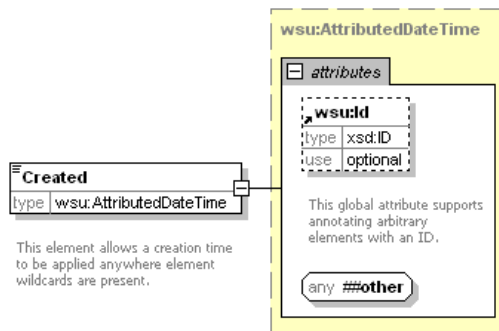 wsu:AttributedDateTime
attributes
wsu:Id
type xsd:ID
use optional
This global attribute supports
annotating arbitrary
elements with an ID.
any ##other
Created
type wsu:AttributedDateTime
This element allows a creation time
to be applied anywhere element
wildcards are present.